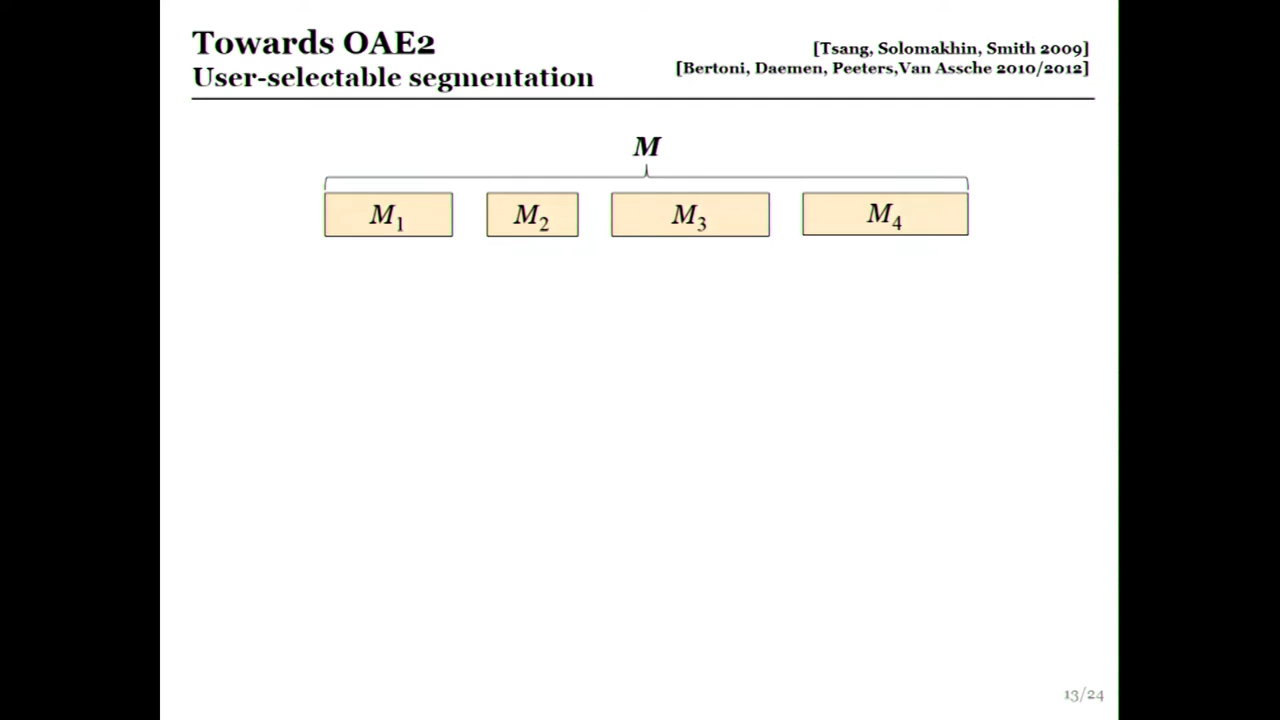 Towards OAE2
User-selectable segmentation
[Tsang, Solomakhin, Smith 2009]
[Bertoni, Daemen, Peeters,Van Assche 2010/2012]
M
M1 M2 M3 M4
13/24